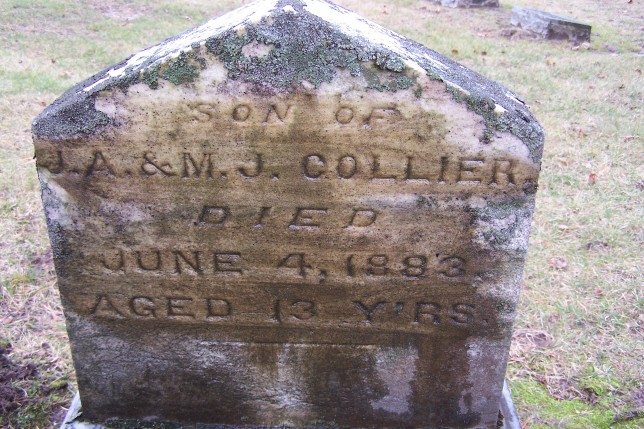 SON OF
J. A. & M. J. COLLIER.
DIED
JUNE 4, 1883.
AGED 13 Y'RS.